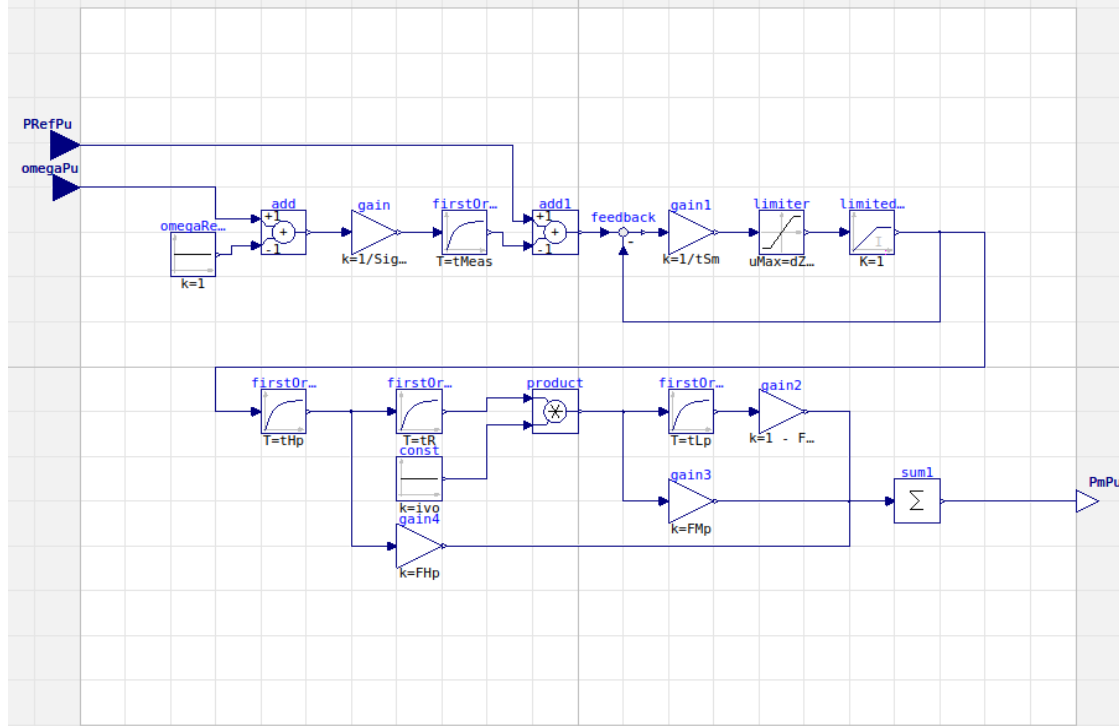 PRefPu
omegaPu
omegaRe...
k=1
add
+1
+
-1
gain
k=1/Sig...
firstOr...
T=tMeas
add1
+1
+
-1
feedback
-
gain1
k=1/tSm
limiter
uMax=dZ...
limited...
I
K=1
firstOr...
T=tHp
firstOr...
T=tR
const
k=ivo
gain4
k=FHp
product
firstOr...
T=tLp
gain2
k=1 - F...
gain3
k=FMp
sum1
Σ
PmPu